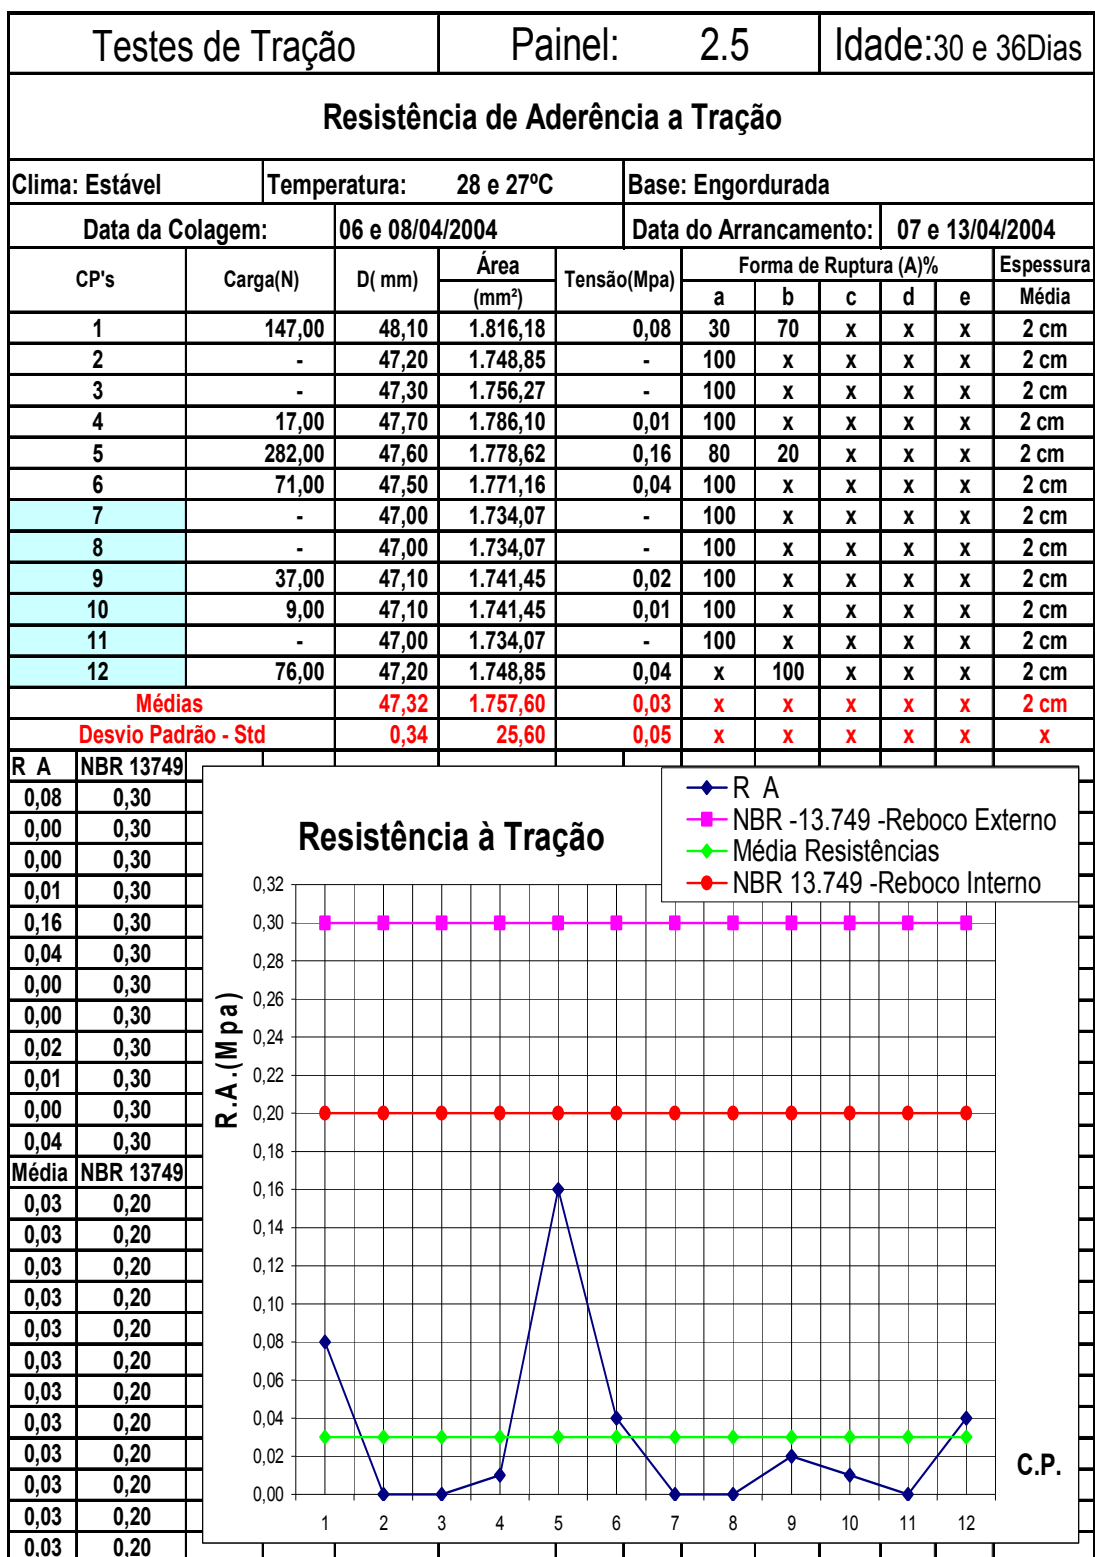 Testes de Tração Painel: 2.5 Idade:30 e 36Dias
Resistência de Aderência a Tração
Clima: Estável Temperatura: 28 e 27ºC Base: Engordurada
Data da Colagem: 06 e 08/04/2004 Data do Arrancamento: 07 e 13/04/2004
CP's Carga(N) D( mm) Área (mm²) Tensão(Mpa) Forma de Ruptura (A)% Espessura
a b c d e Média
1 147,00 48,10 1.816,18 0,08 30 70 x x x 2 cm
2 - 47,20 1.748,85 - 100 x x x x 2 cm
3 - 47,30 1.756,27 - 100 x x x x 2 cm
4 17,00 47,70 1.786,10 0,01 100 x x x x 2 cm
5 282,00 47,60 1.778,62 0,16 80 20 x x x 2 cm
6 71,00 47,50 1.771,16 0,04 100 x x x x 2 cm
7 - 47,00 1.734,07 - 100 x x x x 2 cm
8 - 47,00 1.734,07 - 100 x x x x 2 cm
9 37,00 47,10 1.741,45 0,02 100 x x x x 2 cm
10 9,00 47,10 1.741,45 0,01 100 x x x x 2 cm
11 - 47,00 1.734,07 - 100 x x x x 2 cm
12 76,00 47,20 1.748,85 0,04 x 100 x x x 2 cm
Médias 47,32 1.757,60 0,03 x x x x x 2 cm
Desvio Padrão - Std 0,34 25,60 0,05 x x x x x x
R A NBR 13749
0,08 0,30
0,00 0,30
0,00 0,30
0,01 0,30
0,16 0,30
0,04 0,30
0,00 0,30
0,00 0,30
0,02 0,30
0,01 0,30
0,00 0,30
0,04 0,30
Média NBR 13749
0,03 0,20
0,03 0,20
0,03 0,20
0,03 0,20
0,03 0,20
0,03 0,20
0,03 0,20
0,03 0,20
0,03 0,20
0,03 0,20
0,03 0,20
0,03 0,20
Resistência à Tração
R A
NBR -13.749 -Reboco Externo
Média Resistências
NBR 13.749 -Reboco Interno
R.A.(Mpa)
0,32
0,30
0,28
0,26
0,24
0,22
0,20
0,18
0,16
0,14
0,12
0,10
0,08
0,06
0,04
0,02
0,00
1 2 3 4 5 6 7 8 9 10 11 12
C.P.